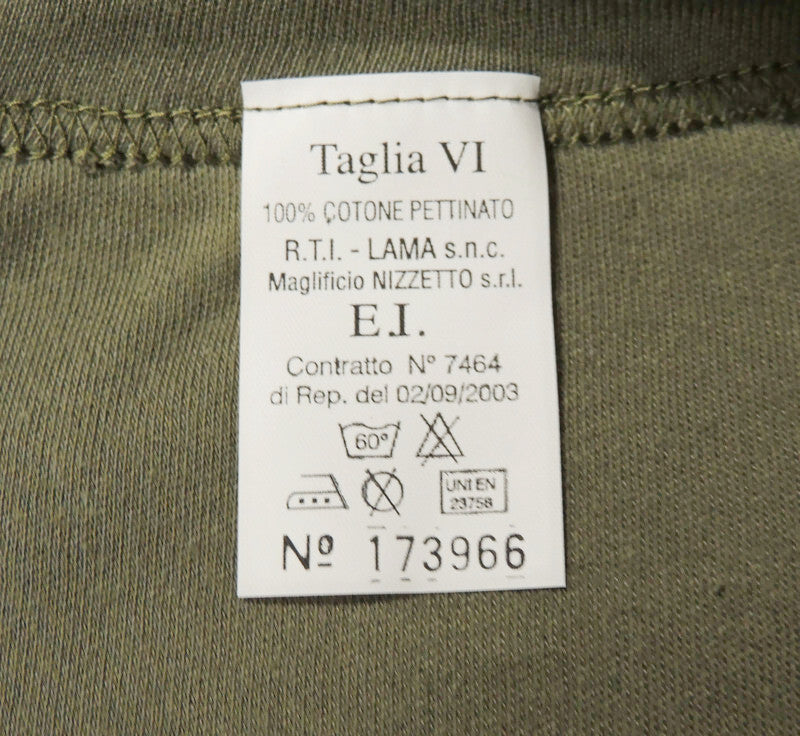 Taglia VI
100% COTONE PETTINATO
R.T.I. - LAMA s.n.c.
Maglificio NIZZETTO s.r.l.
E.I.
Contratto N° 7464
di Rep. del 02/09/2003
60°
UNI EN
23758
Nº 173966